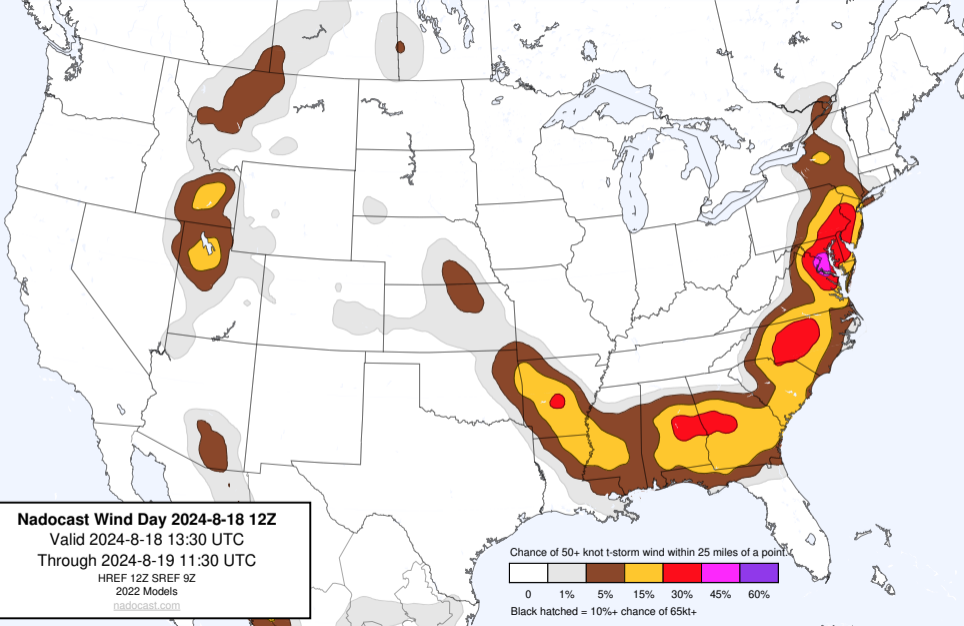 Nadocast Wind Day 2024-8-18 12Z
Valid 2024-8-18 13:30 UTC
Through 2024-8-19 11:30 UTC
HREF 12Z SREF 9Z
2022 Models
nadocast.com
Chance of 50+ knot t-storm wind within 25 miles of a point.
0 1% 5% 15% 30% 45% 60%
Black hatched = 10%+ chance of 65kt+